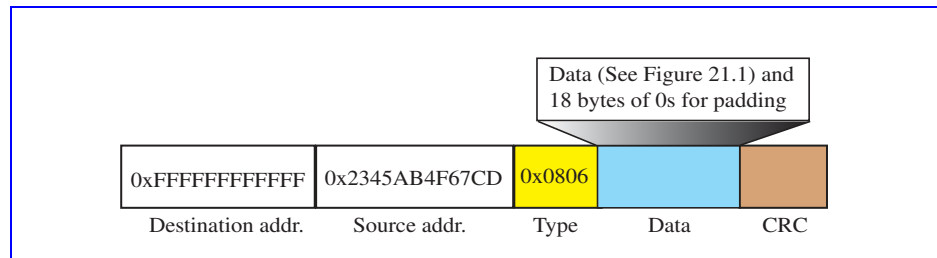 Data (See Figure 21.1) and
18 bytes of 0s for padding
0xFFFFFFFFFFFF 0x2345AB4F67CD 0x0806
Destination addr. Source addr. Type Data CRC